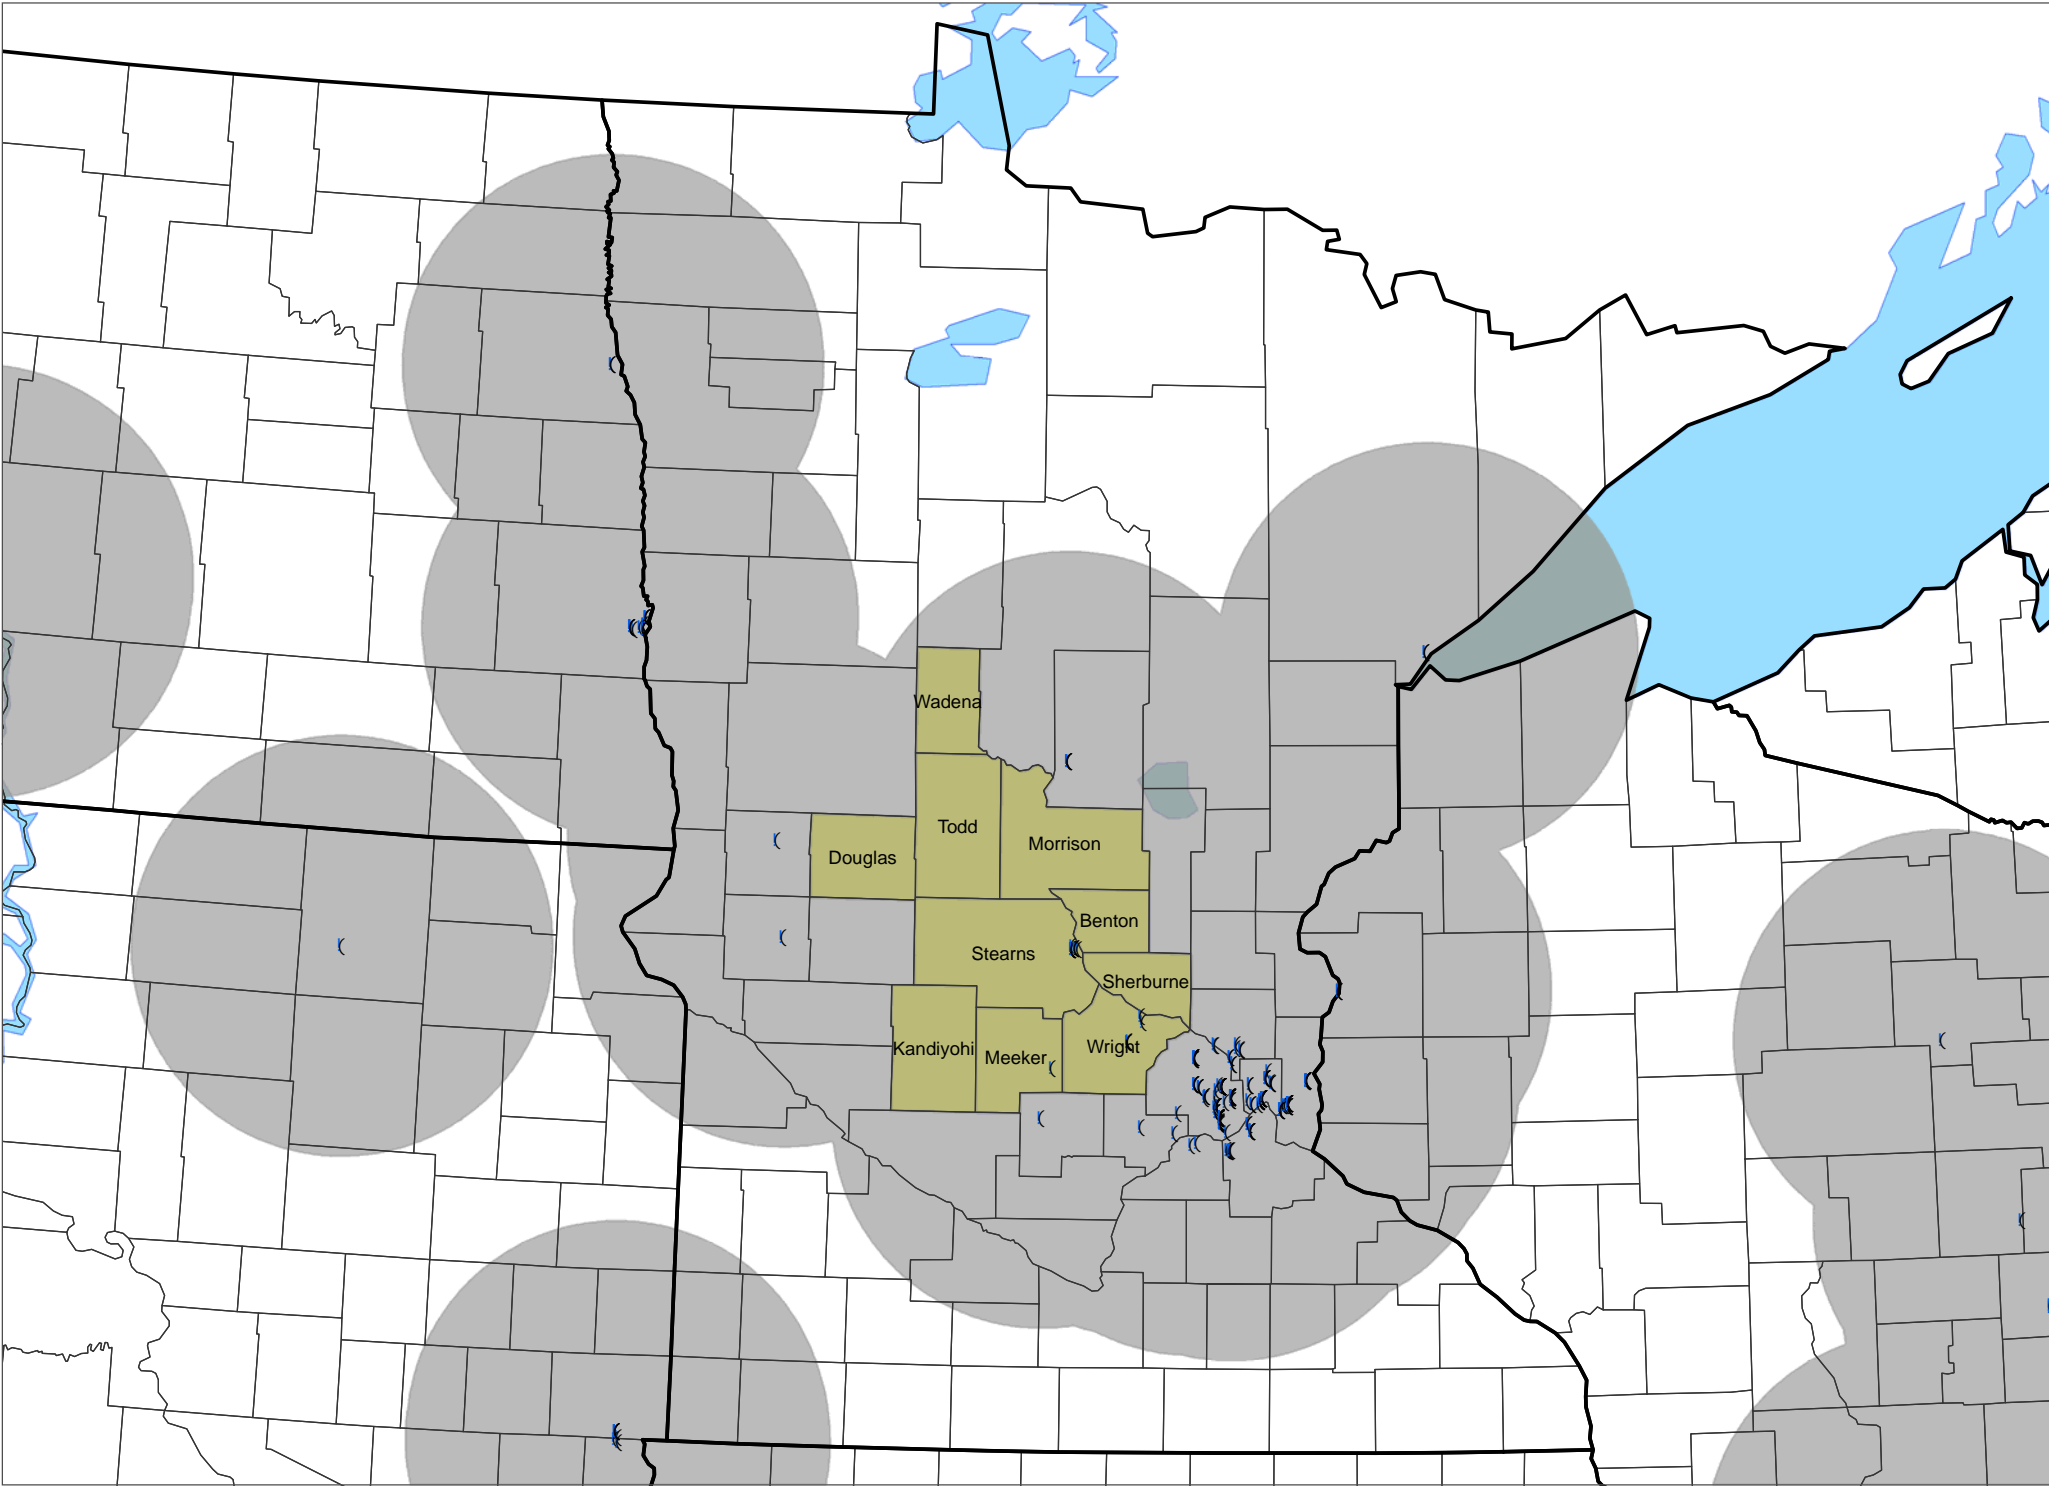 Wadena
Todd
Morrison
Douglas
Benton
Stearns
Sherburne
Kandiyohi
Meeker
Wright